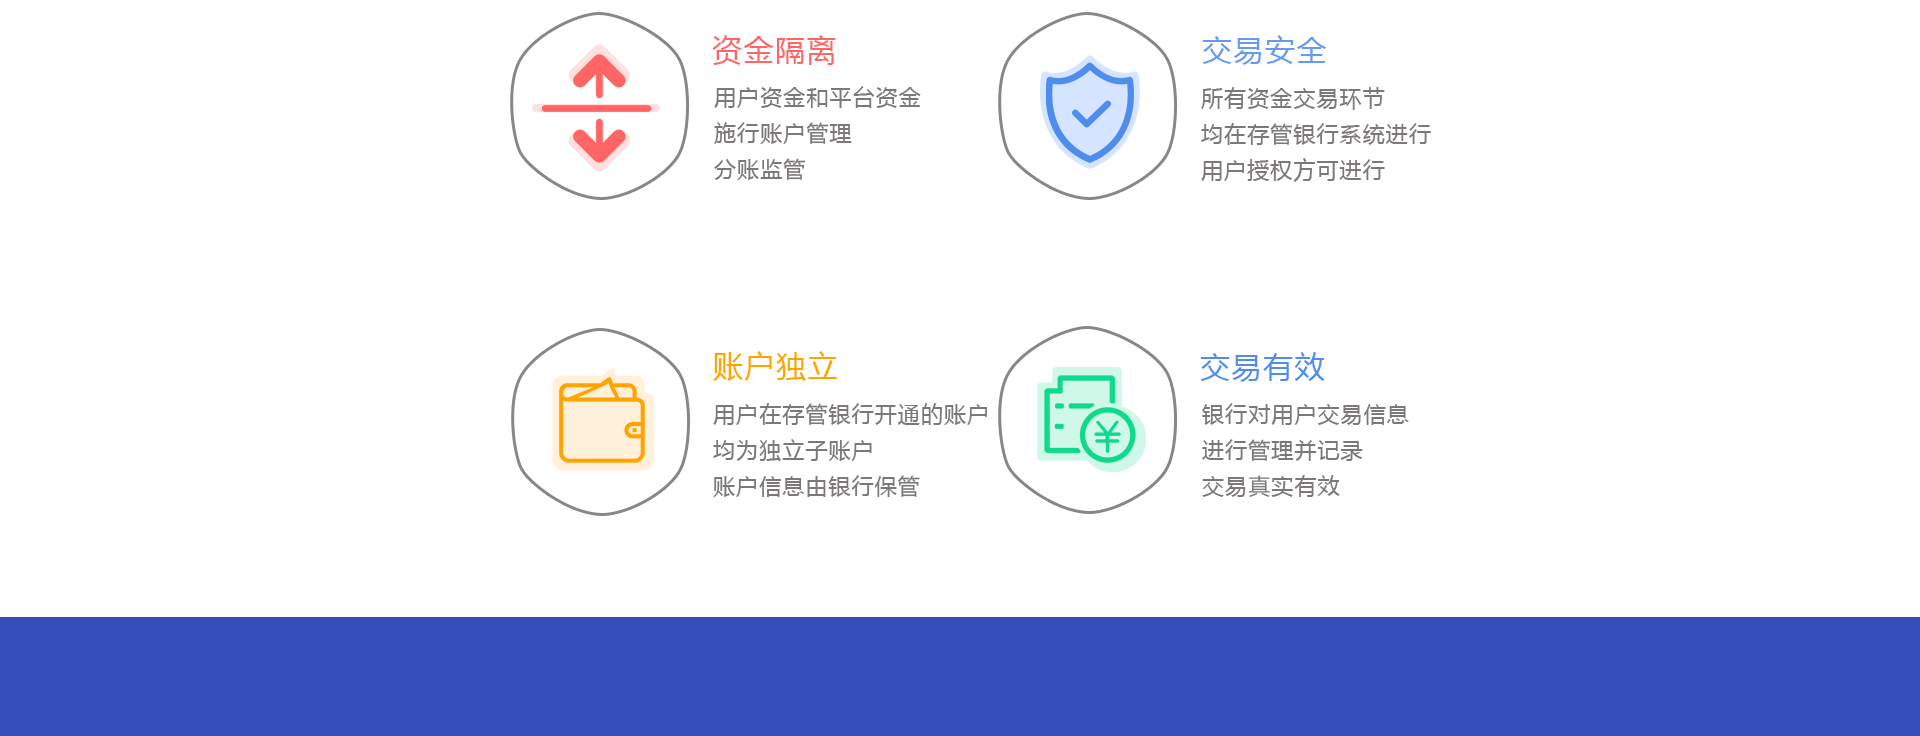 资金隔离
用户资金和平台资金
施行账户管理
分账监管
交易安全
所有资金交易环节
均在存管银行系统进行
用户授权方可进行
账户独立
用户在存管银行开通的账户
均为独立子账户
账户信息由银行保管
交易有效
银行对用户交易信息
进行管理并记录
交易真实有效